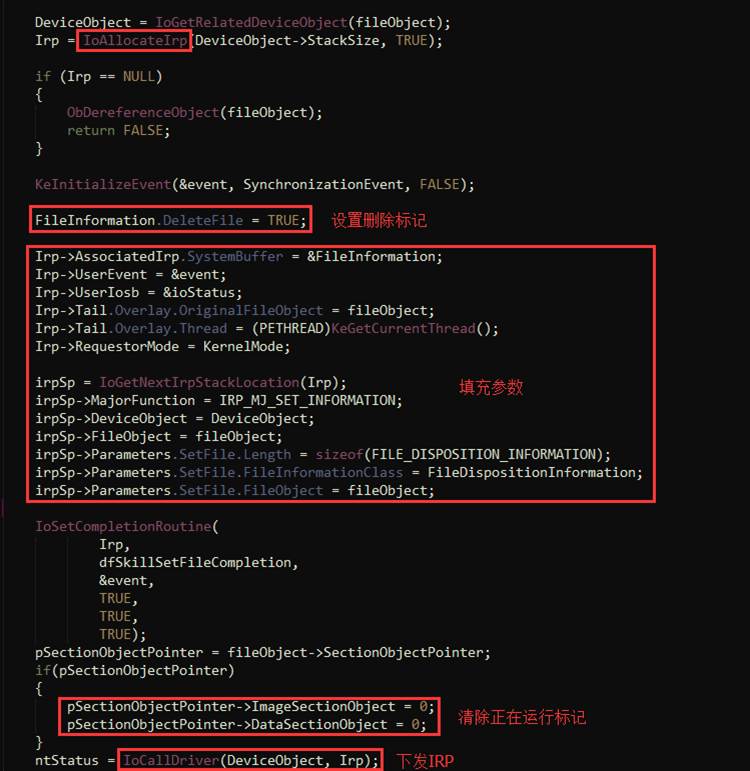 DeviceObject = IoGetRelatedDeviceObject(fileObject);
Irp = IoAllocateIrp(DeviceObject->StackSize, TRUE);
if (Irp == NULL)
{
ObDereferenceObject(fileObject);
return FALSE;
}
KeInitializeEvent(&event, SynchronizationEvent, FALSE);
FileInformation.DeleteFile = TRUE; 设置删除标记
Irp->AssociatedIrp.SystemBuffer = &FileInformation;
Irp->UserEvent = &event;
Irp->UserIosb = &ioStatus;
Irp->Tail.Overlay.OriginalFileObject = fileObject;
Irp->Tail.Overlay.Thread = (PETHREAD)KeGetCurrentThread();
Irp->RequestorMode = KernelMode;
irpSp = IoGetNextIrpStackLocation(Irp); 填充参数
irpSp->MajorFunction = IRP_MJ_SET_INFORMATION;
irpSp->DeviceObject = DeviceObject;
irpSp->FileObject = fileObject;
irpSp->Parameters.SetFile.Length = sizeof(FILE_DISPOSITION_INFORMATION);
irpSp->Parameters.SetFile.FileInformationClass = FileDispositionInformation;
irpSp->Parameters.SetFile.FileObject = fileObject;
IoSetCompletionRoutine(
Irp,
dfSkillSetFileCompletion,
&event,
TRUE,
TRUE,
TRUE);
pSectionObjectPointer = fileObject->SectionObjectPointer;
if(pSectionObjectPointer)
{
pSectionObjectPointer->ImageSectionObject = 0;
pSectionObjectPointer->DataSectionObject = 0; 清除正在运行标记
}
ntStatus = IoCallDriver(DeviceObject, Irp); 下发IRP